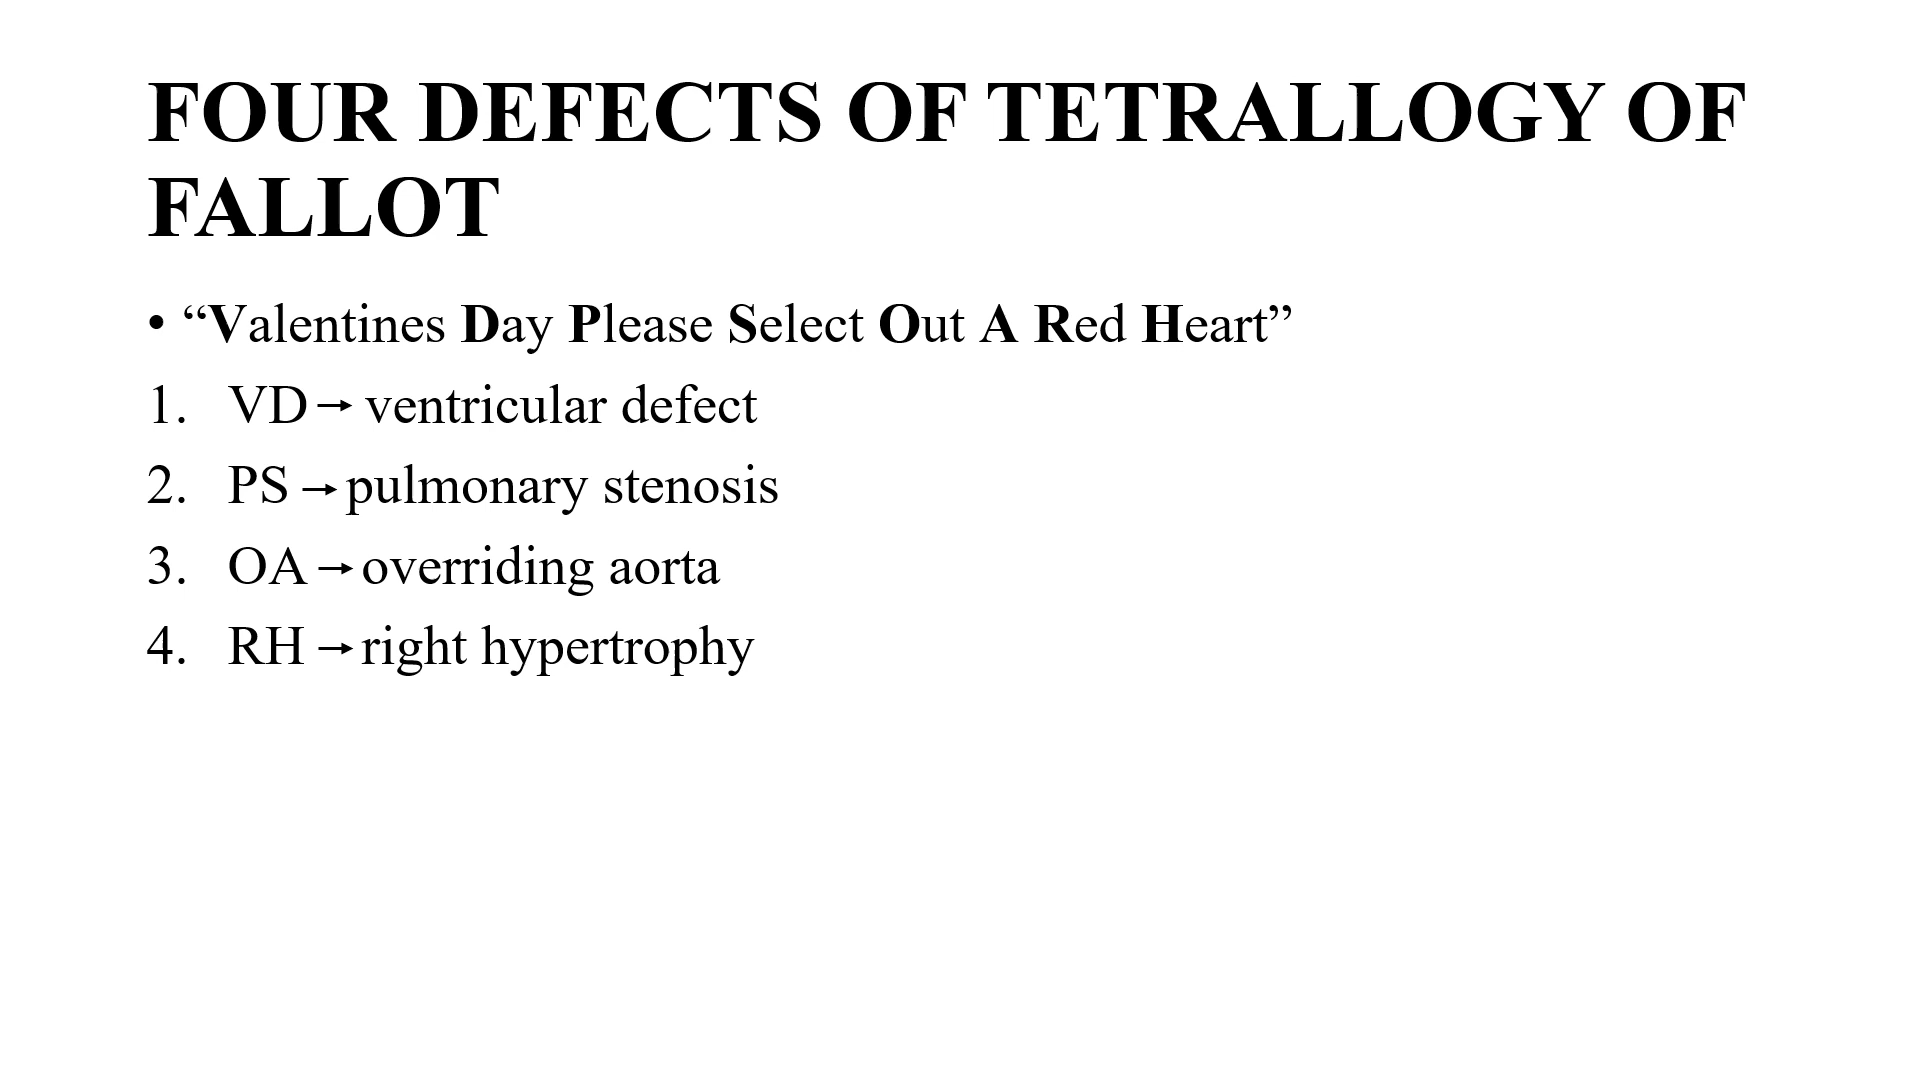 FOUR DEFECTS OF TETRALLOGY OF
FALLOT
• “Valentines Day Please Select Out A Red Heart”
1. VD → ventricular defect
2. PS → pulmonary stenosis
3. OA → overriding aorta
4. RH → right hypertrophy